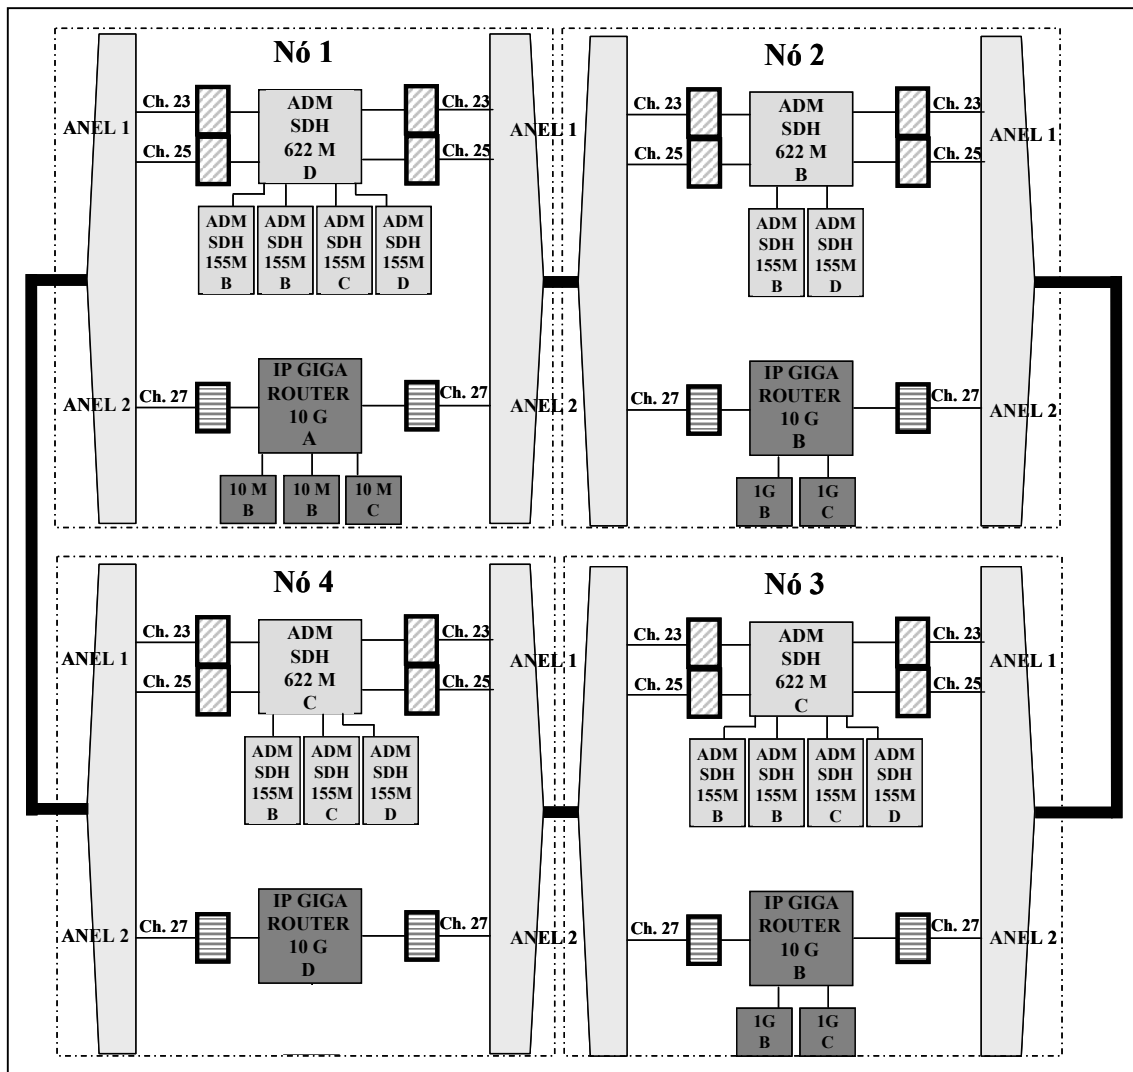 Nó 1
Ch. 23
ADM
SDH
622 M
D
Ch. 23
ANEL 1
ANEL 1
Ch. 25
Ch. 25
ADM
SDH
155M
B
ADM
SDH
155M
B
ADM
SDH
155M
C
ADM
SDH
155M
D
ANEL 2
Ch. 27
IP GIGA
ROUTER
10 G
A
Ch. 27
ANEL 2
10 M
B
10 M
B
10 M
C
Nó 2
Ch. 23
ADM
SDH
622 M
B
Ch. 23
ANEL 1
Ch. 25
Ch. 25
ADM
SDH
155M
B
ADM
SDH
155M
D
Ch. 27
IP GIGA
ROUTER
10 G
B
Ch. 27
ANEL 2
1G
B
1G
C
Nó 4
Ch. 23
ADM
SDH
622 M
C
Ch. 23
ANEL 1
ANEL 1
Ch. 25
Ch. 25
ADM
SDH
155M
B
ADM
SDH
155M
C
ADM
SDH
155M
D
ANEL 2
Ch. 27
IP GIGA
ROUTER
10 G
D
Ch. 27
ANEL 2
Nó 3
Ch. 23
ADM
SDH
622 M
C
Ch. 23
ANEL 1
Ch. 25
Ch. 25
ADM
SDH
155M
B
ADM
SDH
155M
B
ADM
SDH
155M
C
ADM
SDH
155M
D
Ch. 27
IP GIGA
ROUTER
10 G
B
Ch. 27
ANEL 2
1G
B
1G
C